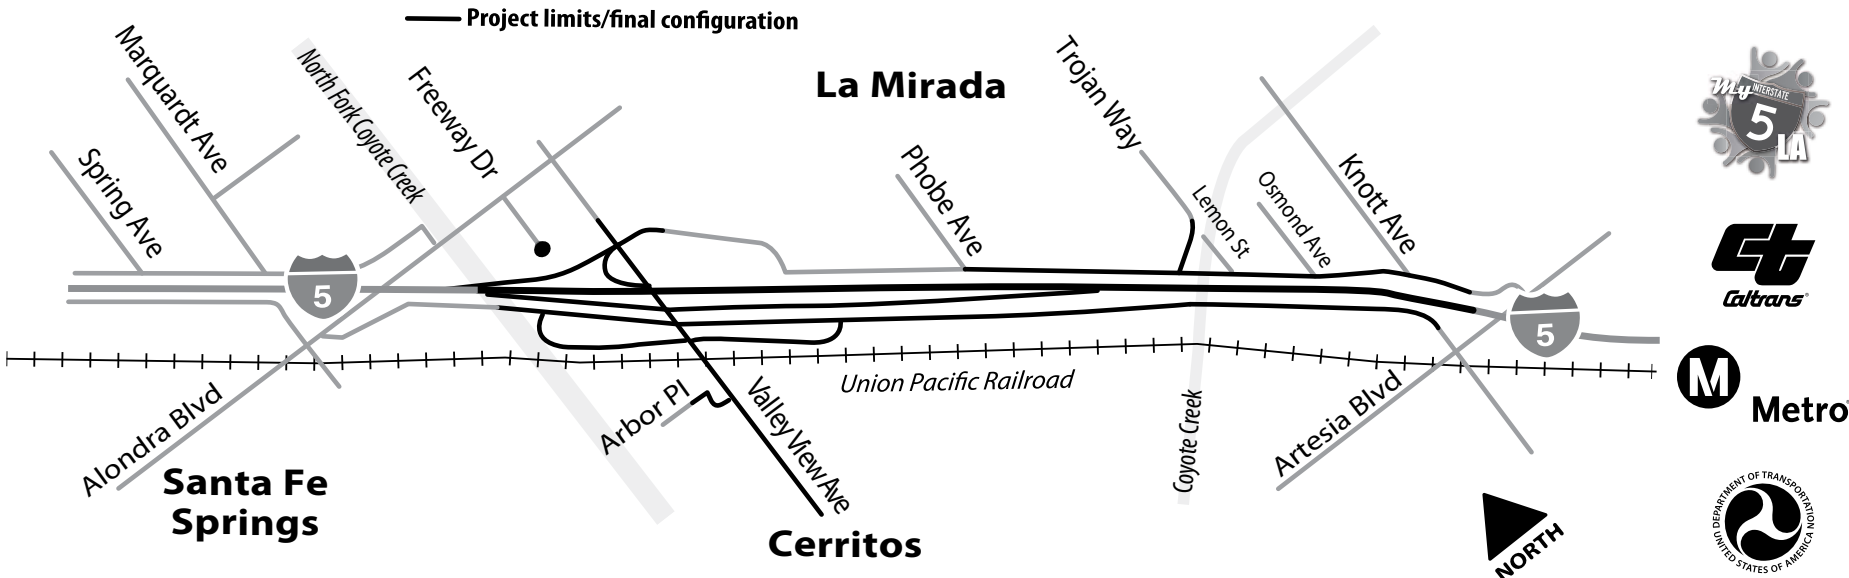 Project limits/final configuration
Marquardt Ave
Spring Ave
North Fork Coyote Creek
Freeway Dr
La Mirada
Trojan Way
Phobe Ave
Lemon St
Osmond Ave
Knott Ave
My INTERSTATE
5
LA
Caltrans
5
5
Union Pacific Railroad
M
Metro
Alondra Blvd
Arbor Pl
Valley View Ave
Coyote Creek
Artesia Blvd
Santa Fe
Springs
Cerritos
NORTH
DEPARTMENT OF TRANSPORTATION
UNITED STATES OF AMERICA